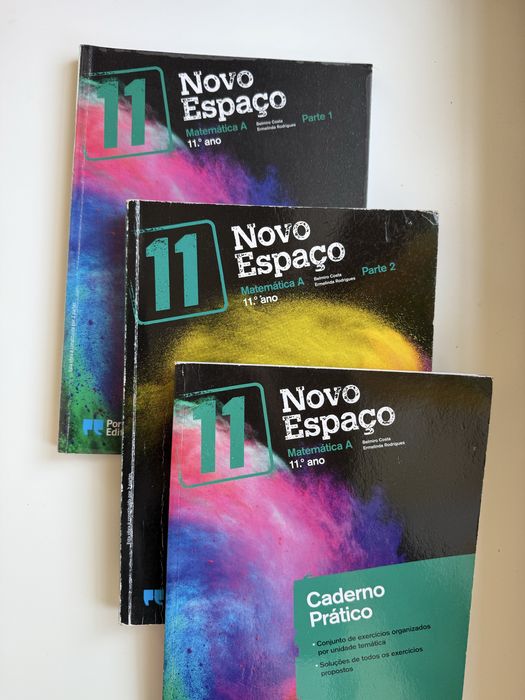 11
Novo
Espaço
Matemática A
11.º ano
Belmiro Costa
Ermelinda Rodrigues
Parte 1
11
Novo
Espaço
Matemática A
11.º ano
Belmiro Costa
Ermelinda Rodrigues
Parte 2
11
Novo
Espaço
Matemática A
11.º ano
Belmiro Costa
Ermelinda Rodrigues
Caderno
Prático
• Conjunto de exercícios organizados
por unidade temática
• Soluções de todos os exercícios
propostos